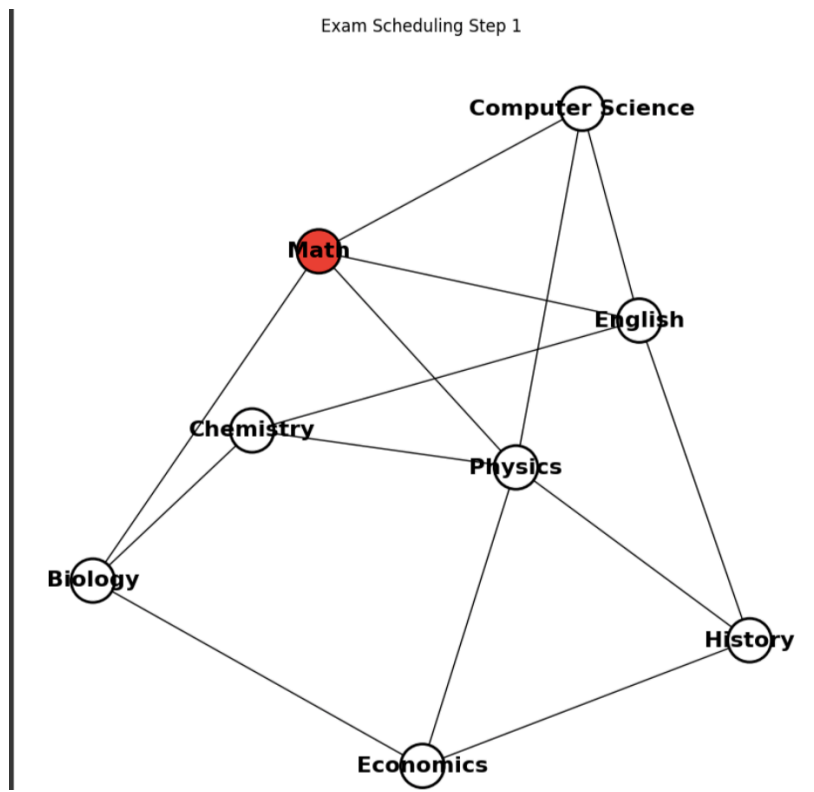 Exam Scheduling Step 1
Computer Science
Math
English
Chemistry
Physics
Biology
History
Economics